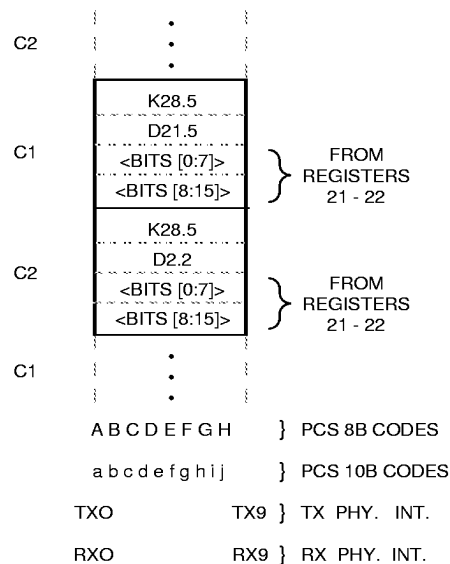 C2
K28.5
D21.5
C1
<BITS [0:7]>
<BITS [8:15]>
FROM
REGISTERS
21 - 22
K28.5
D2.2
C2
<BITS [0:7]>
<BITS [8:15]>
FROM
REGISTERS
21 - 22
C1
A B C D E F G H } PCS 8B CODES
a b c d e f g h i j } PCS 10B CODES
TXO TX9 } TX PHY. INT.
RXO RX9 } RX PHY. INT.